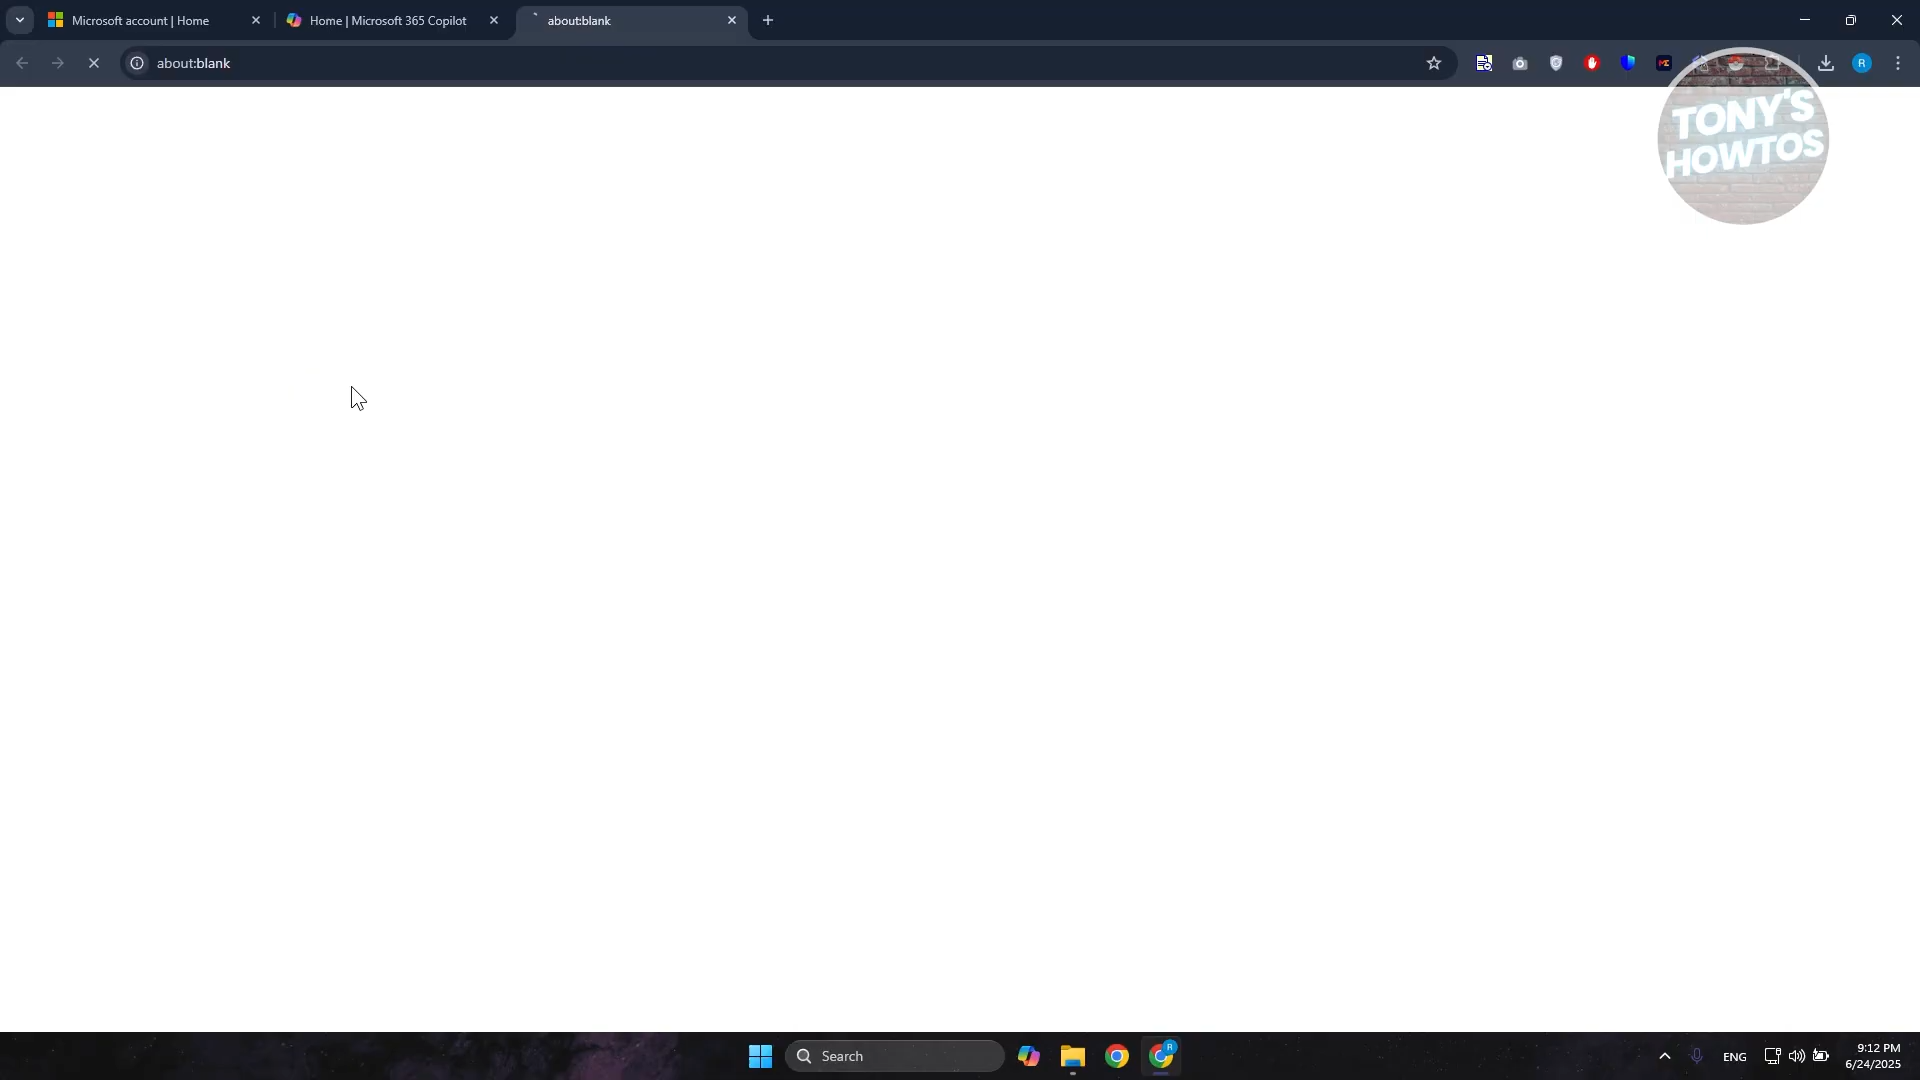 Microsoft account | Home
Home | Microsoft 365 Copilot
about:blank
about:blank
R
TONY'S
HOWTOS
Search
R
ENG
9:12 PM
6/24/2025